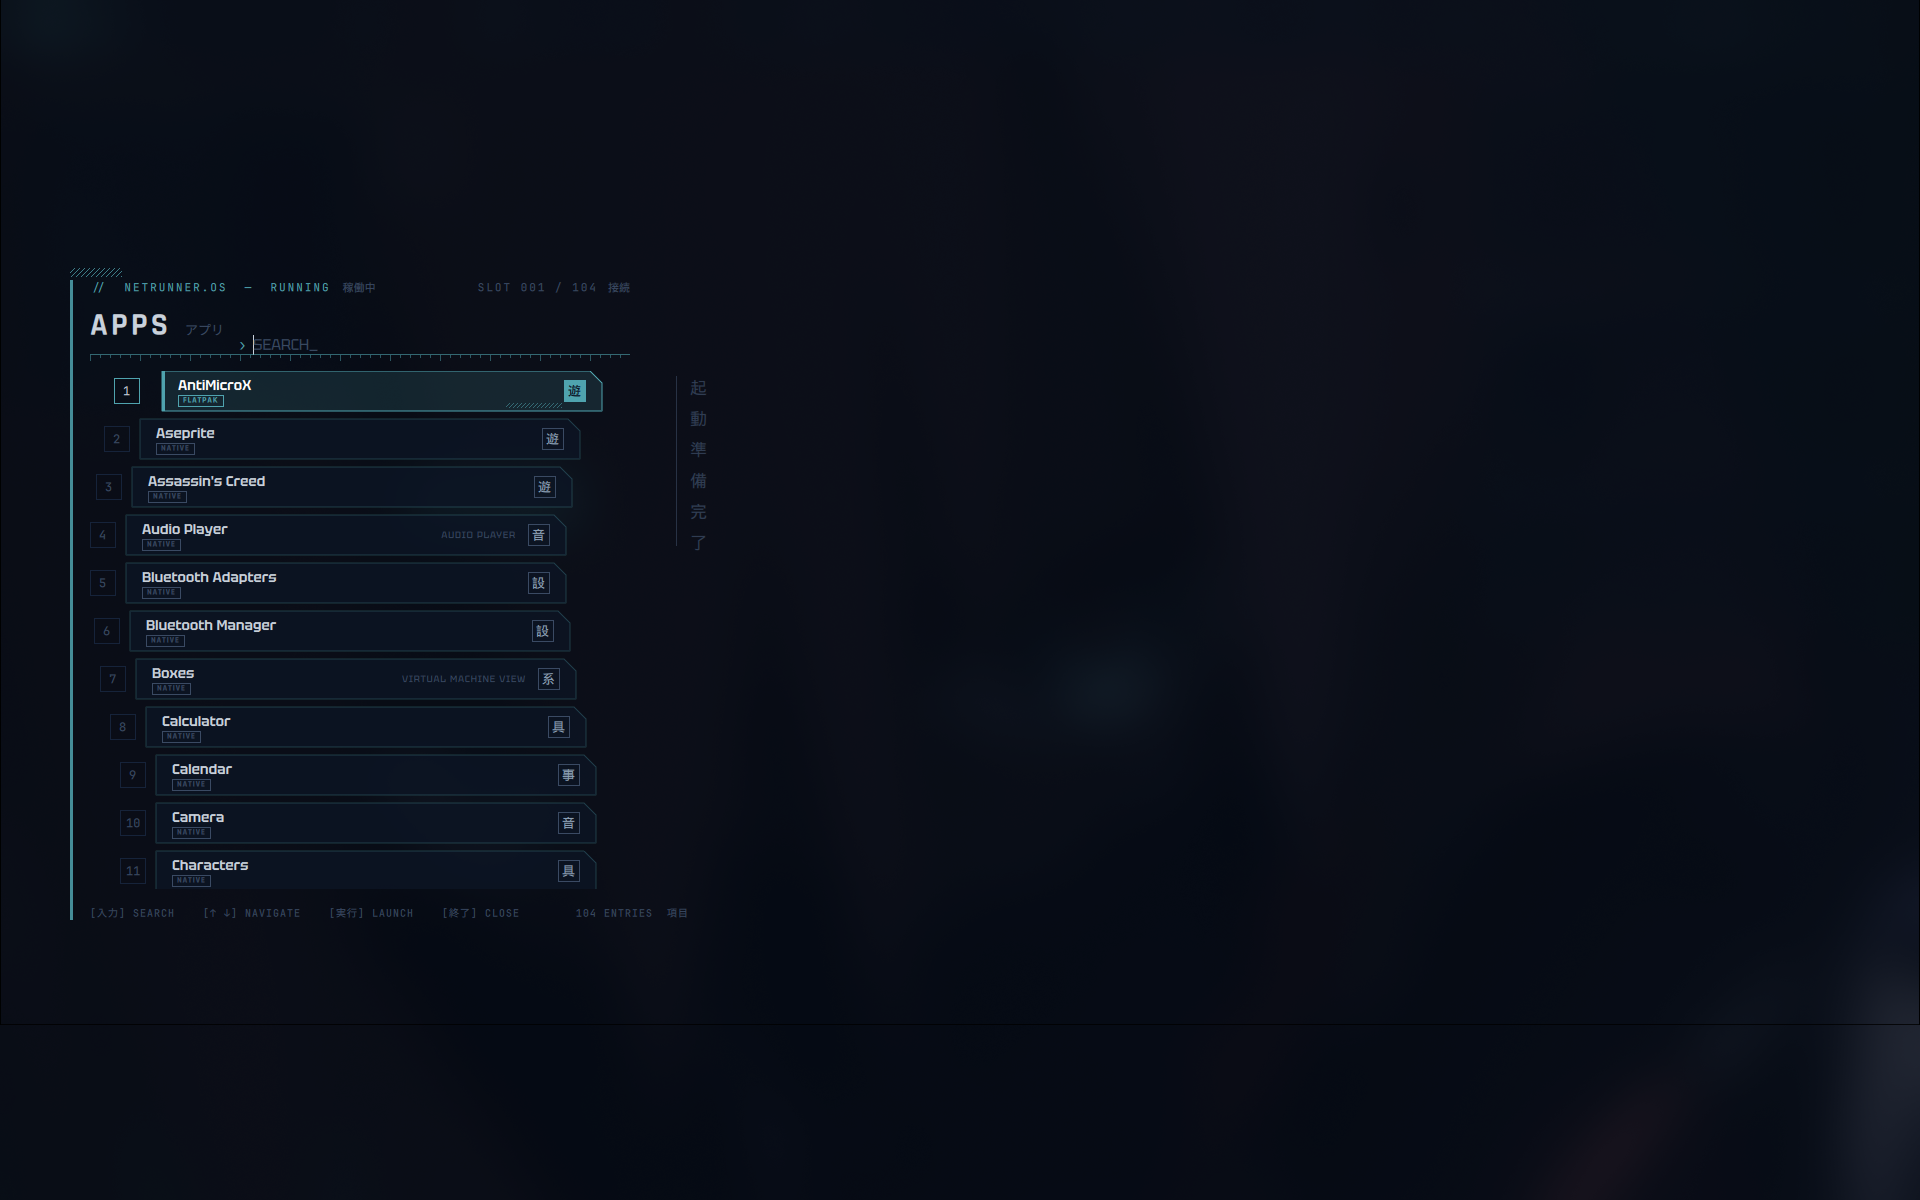 // NETRUNNER.OS — RUNNING 稼働中 SLOT 001 / 104 接続
APPS アプリ
› SEARCH_
1 AntiMicroX 遊
FLATPAK
2 Aseprite 遊
NATIVE
3 Assassin's Creed 遊
NATIVE
4 Audio Player AUDIO PLAYER 音
NATIVE
5 Bluetooth Adapters 設
NATIVE
6 Bluetooth Manager 設
NATIVE
7 Boxes VIRTUAL MACHINE VIEW 系
NATIVE
8 Calculator 具
NATIVE
9 Calendar 事
NATIVE
10 Camera 音
NATIVE
11 Characters 具
NATIVE
起動準備完了
[入力] SEARCH [↑ ↓] NAVIGATE [実行] LAUNCH [終了] CLOSE 104 ENTRIES 項目